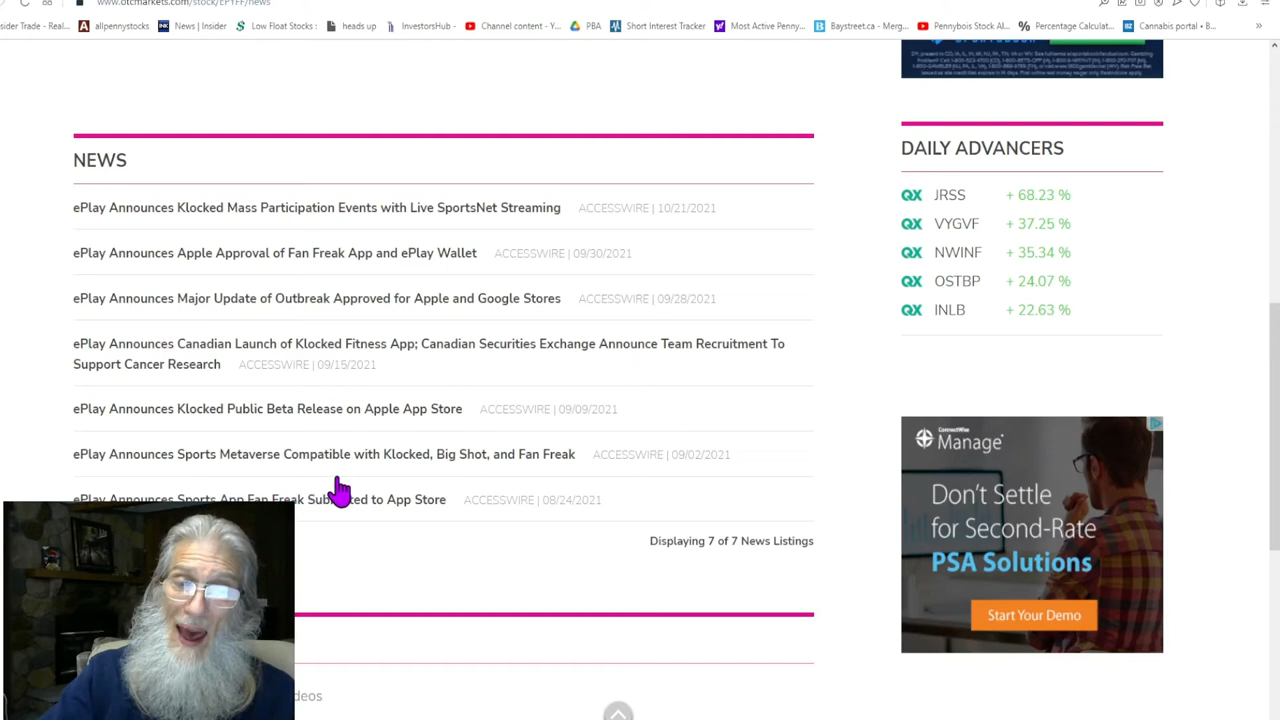 www.otcmarkets.com/stock/EPYFF/news
sider Trade - Real... allpennystocks News | Insider Low Float Stocks : heads up InvestorsHub - Channel content - Y... PBA Short Interest Tracker Most Active Penny... Baystreet.ca - Merg... Pennybois Stock Al... Percentage Calculat... Cannabis portal • B... »
NEWS
ePlay Announces Klocked Mass Participation Events with Live SportsNet Streaming ACCESSWIRE | 10/21/2021
ePlay Announces Apple Approval of Fan Freak App and ePlay Wallet ACCESSWIRE | 09/30/2021
ePlay Announces Major Update of Outbreak Approved for Apple and Google Stores ACCESSWIRE | 09/28/2021
ePlay Announces Canadian Launch of Klocked Fitness App; Canadian Securities Exchange Announce Team Recruitment To
Support Cancer Research ACCESSWIRE | 09/15/2021
ePlay Announces Klocked Public Beta Release on Apple App Store ACCESSWIRE | 09/09/2021
ePlay Announces Sports Metaverse Compatible with Klocked, Big Shot, and Fan Freak ACCESSWIRE | 09/02/2021
ePlay Announces Sports App Fan Freak Submitted to App Store ACCESSWIRE | 08/24/2021
Displaying 7 of 7 News Listings
deos
DAILY ADVANCERS
QX JRSS + 68.23 %
QX VYGVF + 37.25 %
QX NWINF + 35.34 %
QX OSTBP + 24.07 %
QX INLB + 22.63 %
ConnectWise
Manage
Don't Settle
for Second-Rate
PSA Solutions
Start Your Demo